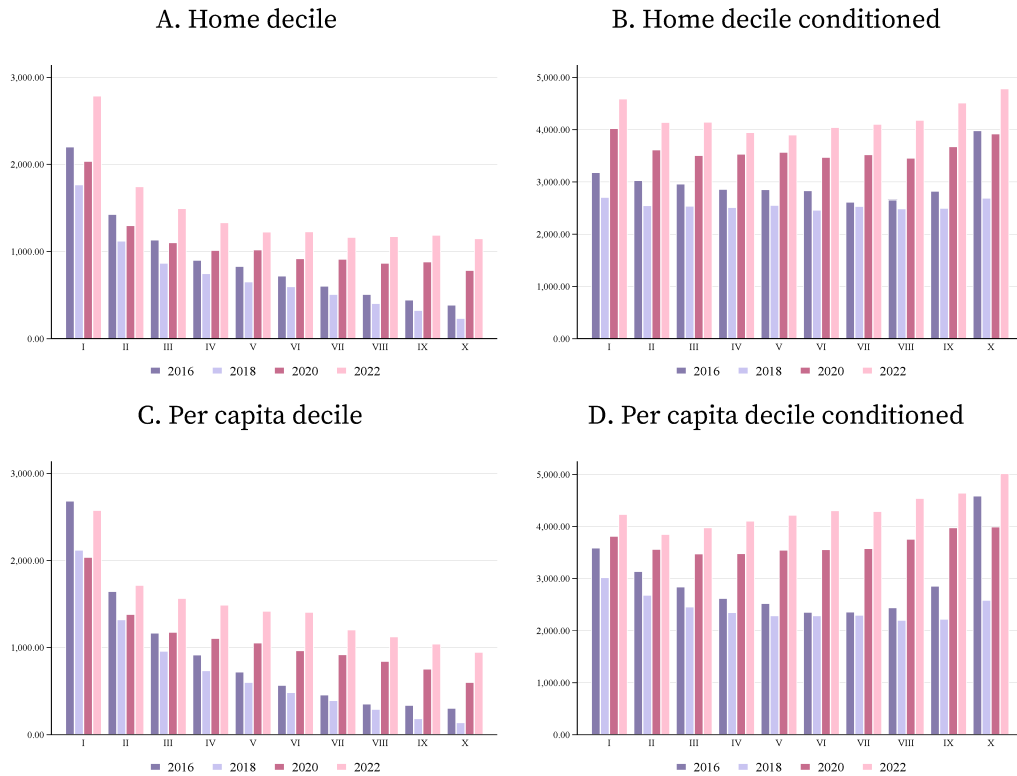 A. Home decile
3,000.00
2,000.00
1,000.00
0.00
I II III IV V VI VII VIII IX X
2016 2018 2020 2022
B. Home decile conditioned
5,000.00
4,000.00
3,000.00
2,000.00
1,000.00
0.00
I II III IV V VI VII VIII IX X
2016 2018 2020 2022
C. Per capita decile
3,000.00
2,000.00
1,000.00
0.00
I II III IV V VI VII VIII IX X
2016 2018 2020 2022
D. Per capita decile conditioned
5,000.00
4,000.00
3,000.00
2,000.00
1,000.00
0.00
I II III IV V VI VII VIII IX X
2016 2018 2020 2022